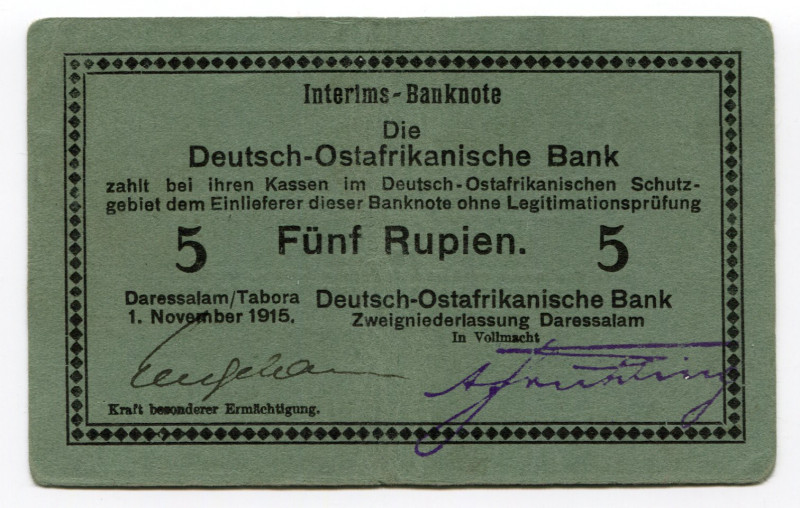 Interims-Banknote
Die
Deutsch-Ostafrikanische Bank
zahlt bei ihren Kassen im Deutsch-Ostafrikanischen Schutz-
gebiet dem Einlieferer dieser Banknote ohne Legitimationsprüfung
5 Fünf Rupien. 5
Daressalam/Tabora
1. November 1915.
Deutsch-Ostafrikanische Bank
Zweigniederlassung Daressalam
In Vollmacht
Kraft besonderer Ermächtigung.